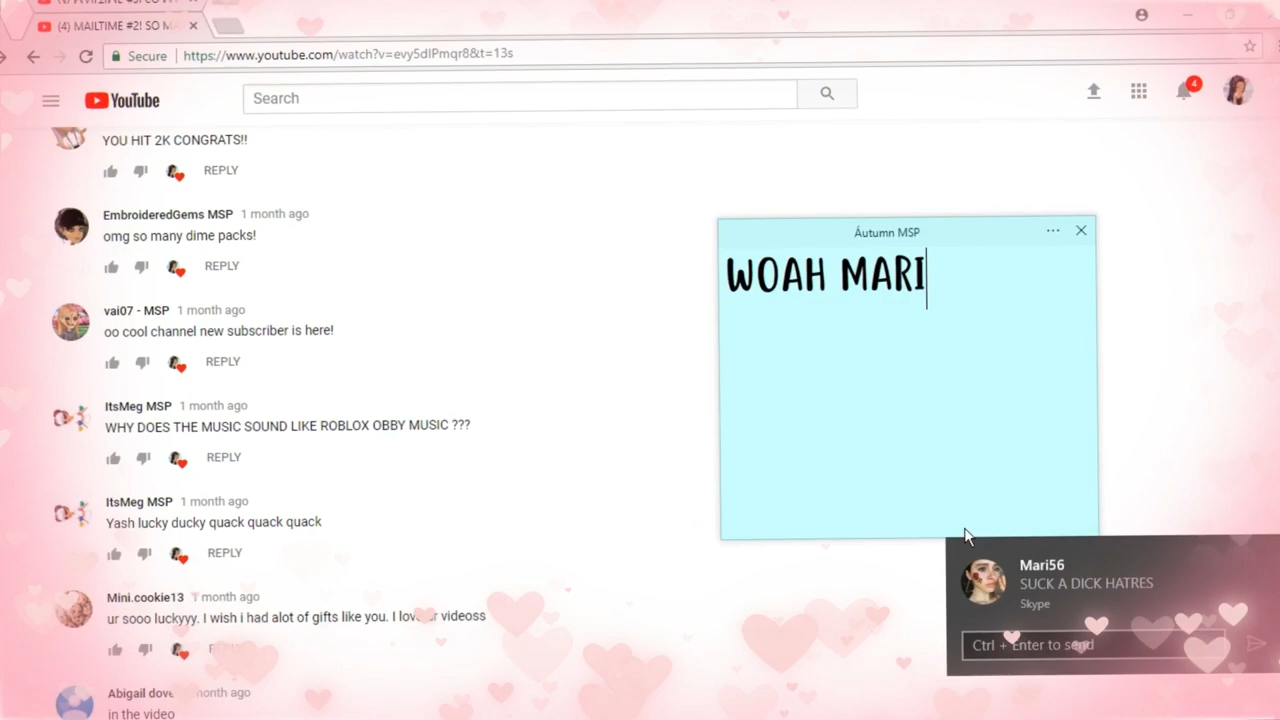 (4) MAILTIME #2! SO MA
Secure https://www.youtube.com/watch?v=evy5dlPmqr8&t=13s
YouTube
Search
4
YOU HIT 2K CONGRATS!!
REPLY
EmbroideredGems MSP 1 month ago
omg so many dime packs!
REPLY
vai07 - MSP 1 month ago
oo cool channel new subscriber is here!
REPLY
ItsMeg MSP 1 month ago
WHY DOES THE MUSIC SOUND LIKE ROBLOX OBBY MUSIC ???
REPLY
ItsMeg MSP 1 month ago
Yash lucky ducky quack quack quack
REPLY
Mini.cookie13 1 month ago
ur sooo luckyyy. I wish i had alot of gifts like you. I videoss
Abigail dove month ago
in the video
Áutumn MSP
WOAH MARI
Mari56
SUCK A DICK HATRES
Skype
Ctrl + Enter to send